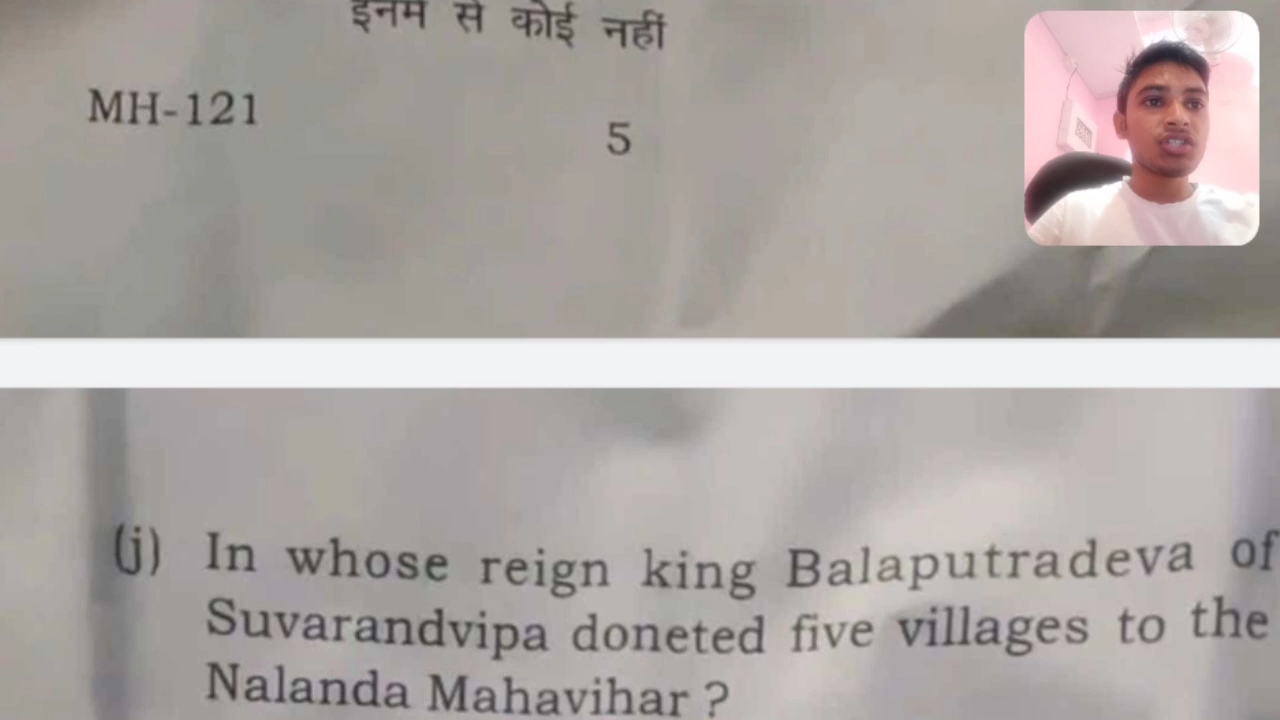 इनमें से कोई नहीं
MH-121
5
(j) In whose reign king Balaputradeva of
Suvarandvipa doneted five villages to the
Nalanda Mahavihar ?